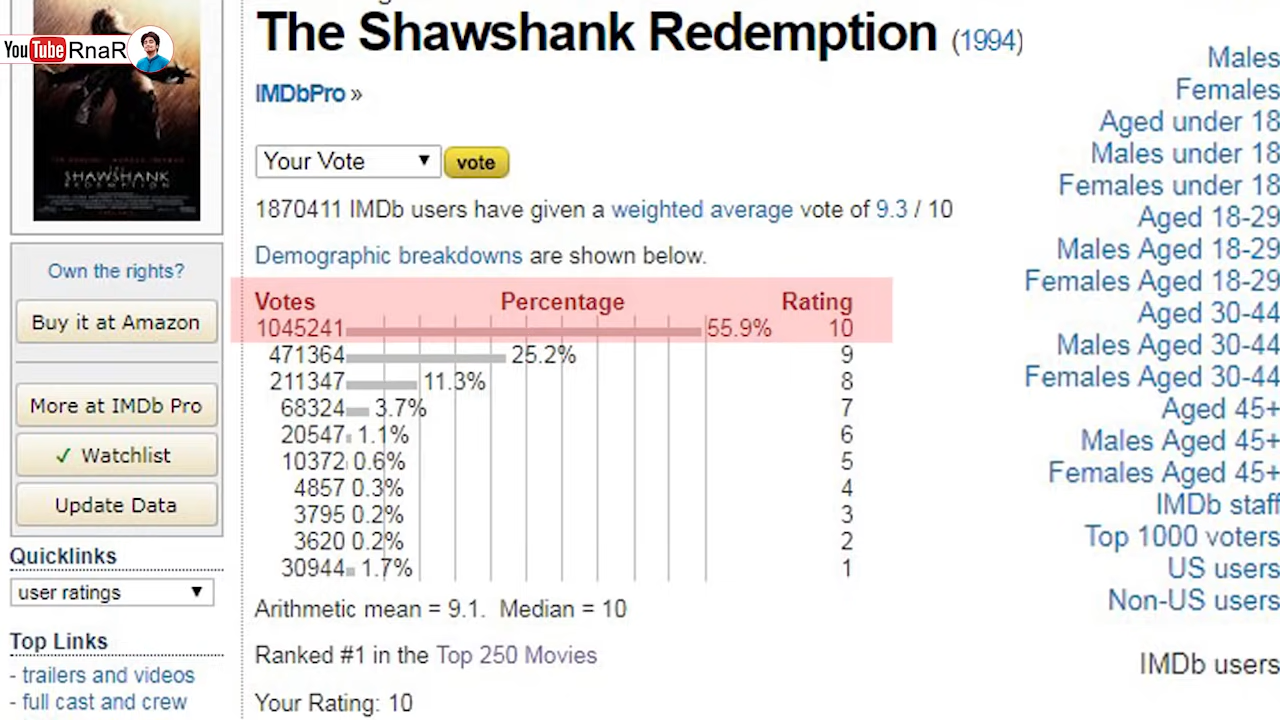 YouTube RnaR
The Shawshank Redemption (1994)
IMDbPro »
Your Vote vote
1870411 IMDb users have given a weighted average vote of 9.3 / 10
Demographic breakdowns are shown below.
Votes Percentage Rating
1045241 55.9% 10
471364 25.2% 9
211347 11.3% 8
68324 3.7% 7
20547 1.1% 6
10372 0.6% 5
4857 0.3% 4
3795 0.2% 3
3620 0.2% 2
30944 1.7% 1
Arithmetic mean = 9.1. Median = 10
Ranked #1 in the Top 250 Movies
Your Rating: 10
THE
SHAWSHANK
REDEMPTION
Own the rights?
Buy it at Amazon
More at IMDb Pro
✓ Watchlist
Update Data
Quicklinks
user ratings
Top Links
- trailers and videos
- full cast and crew
Males
Females
Aged under 18
Males under 18
Females under 18
Aged 18-29
Males Aged 18-29
Females Aged 18-29
Aged 30-44
Males Aged 30-44
Females Aged 30-44
Aged 45+
Males Aged 45+
Females Aged 45+
IMDb staff
Top 1000 voters
US users
Non-US users
IMDb users